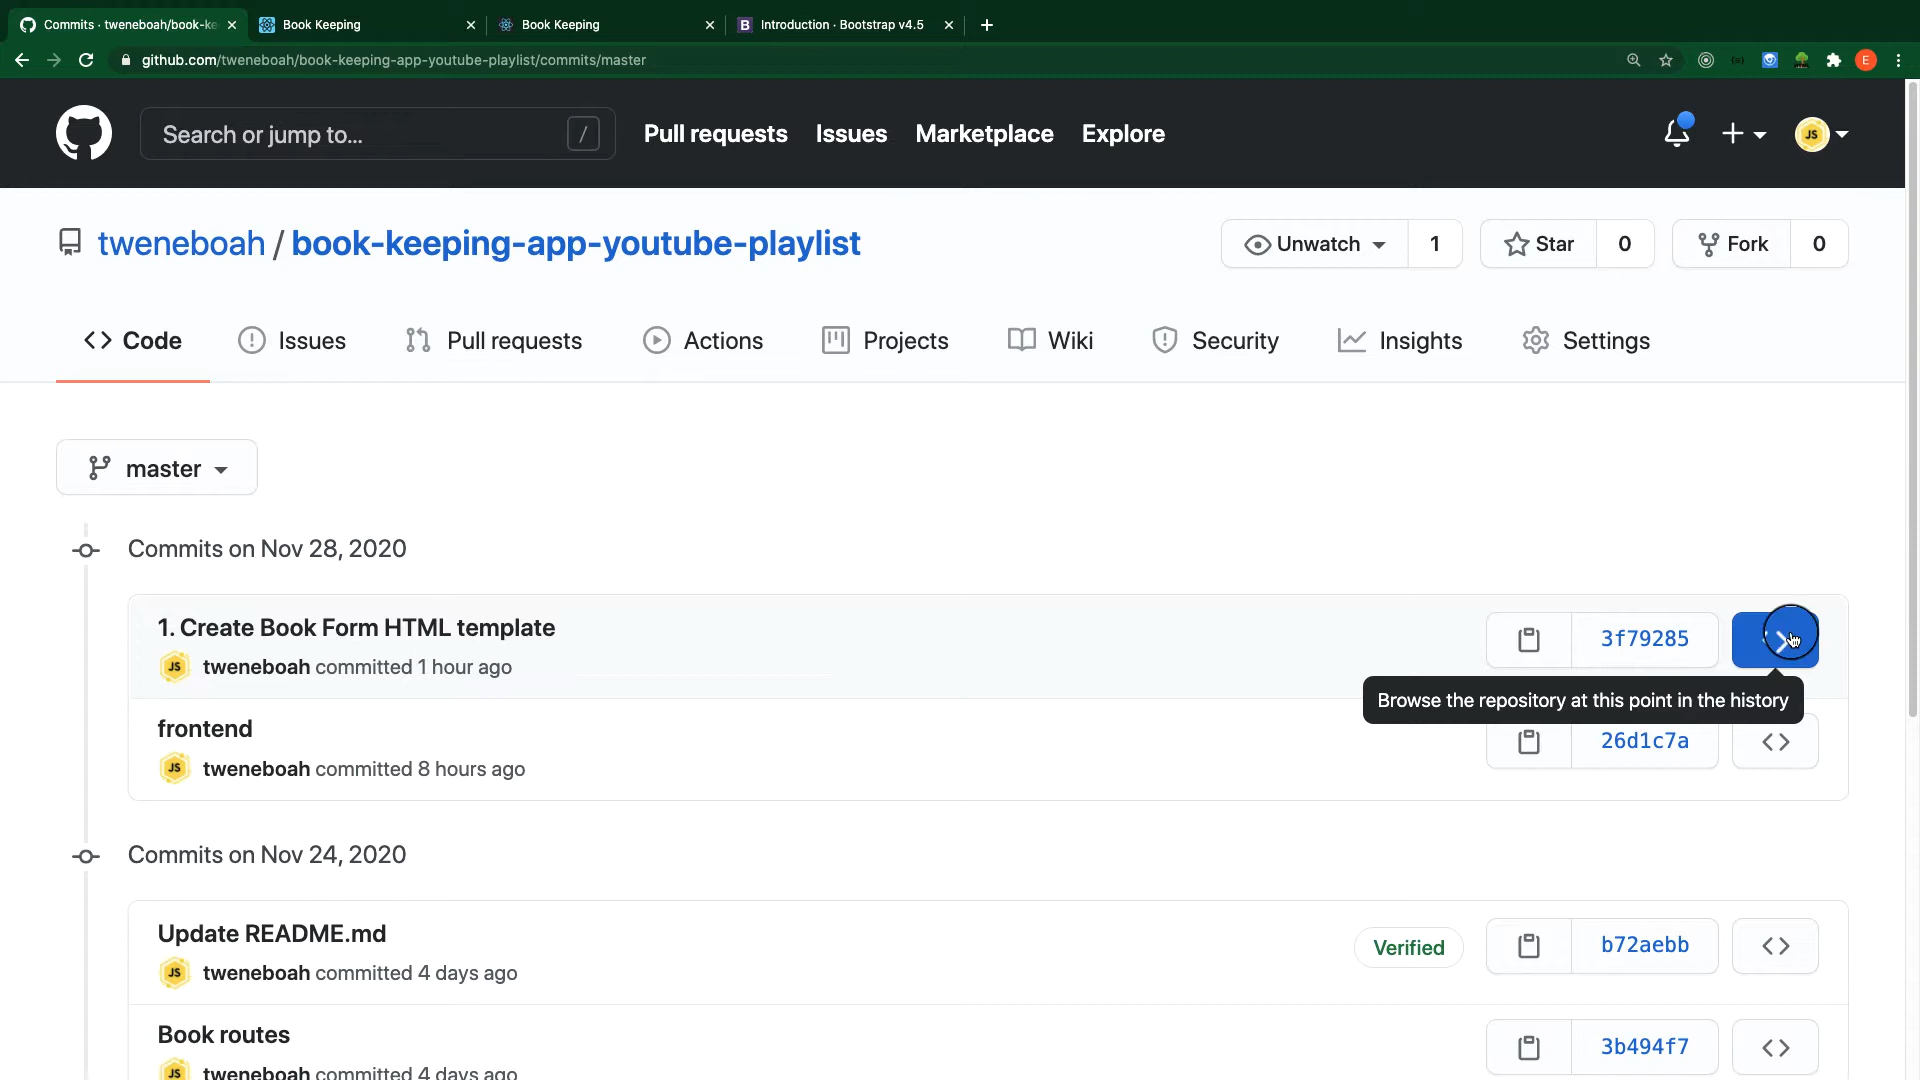 Commits · tweneboah/book-ke
Book Keeping
Book Keeping
B Introduction · Bootstrap v4.5
github.com/tweneboah/book-keeping-app-youtube-playlist/commits/master
E
Search or jump to...
/
Pull requests Issues Marketplace Explore
JS
tweneboah / book-keeping-app-youtube-playlist
Unwatch 1
Star 0
Fork 0
Code Issues Pull requests Actions Projects Wiki Security Insights Settings
master
Commits on Nov 28, 2020
1. Create Book Form HTML template
JS tweneboah committed 1 hour ago
3f79285
Browse the repository at this point in the history
frontend
JS tweneboah committed 8 hours ago
26d1c7a
Commits on Nov 24, 2020
Update README.md
JS tweneboah committed 4 days ago
Verified
b72aebb
Book routes
JS tweneboah committed 4 days ago
3b494f7